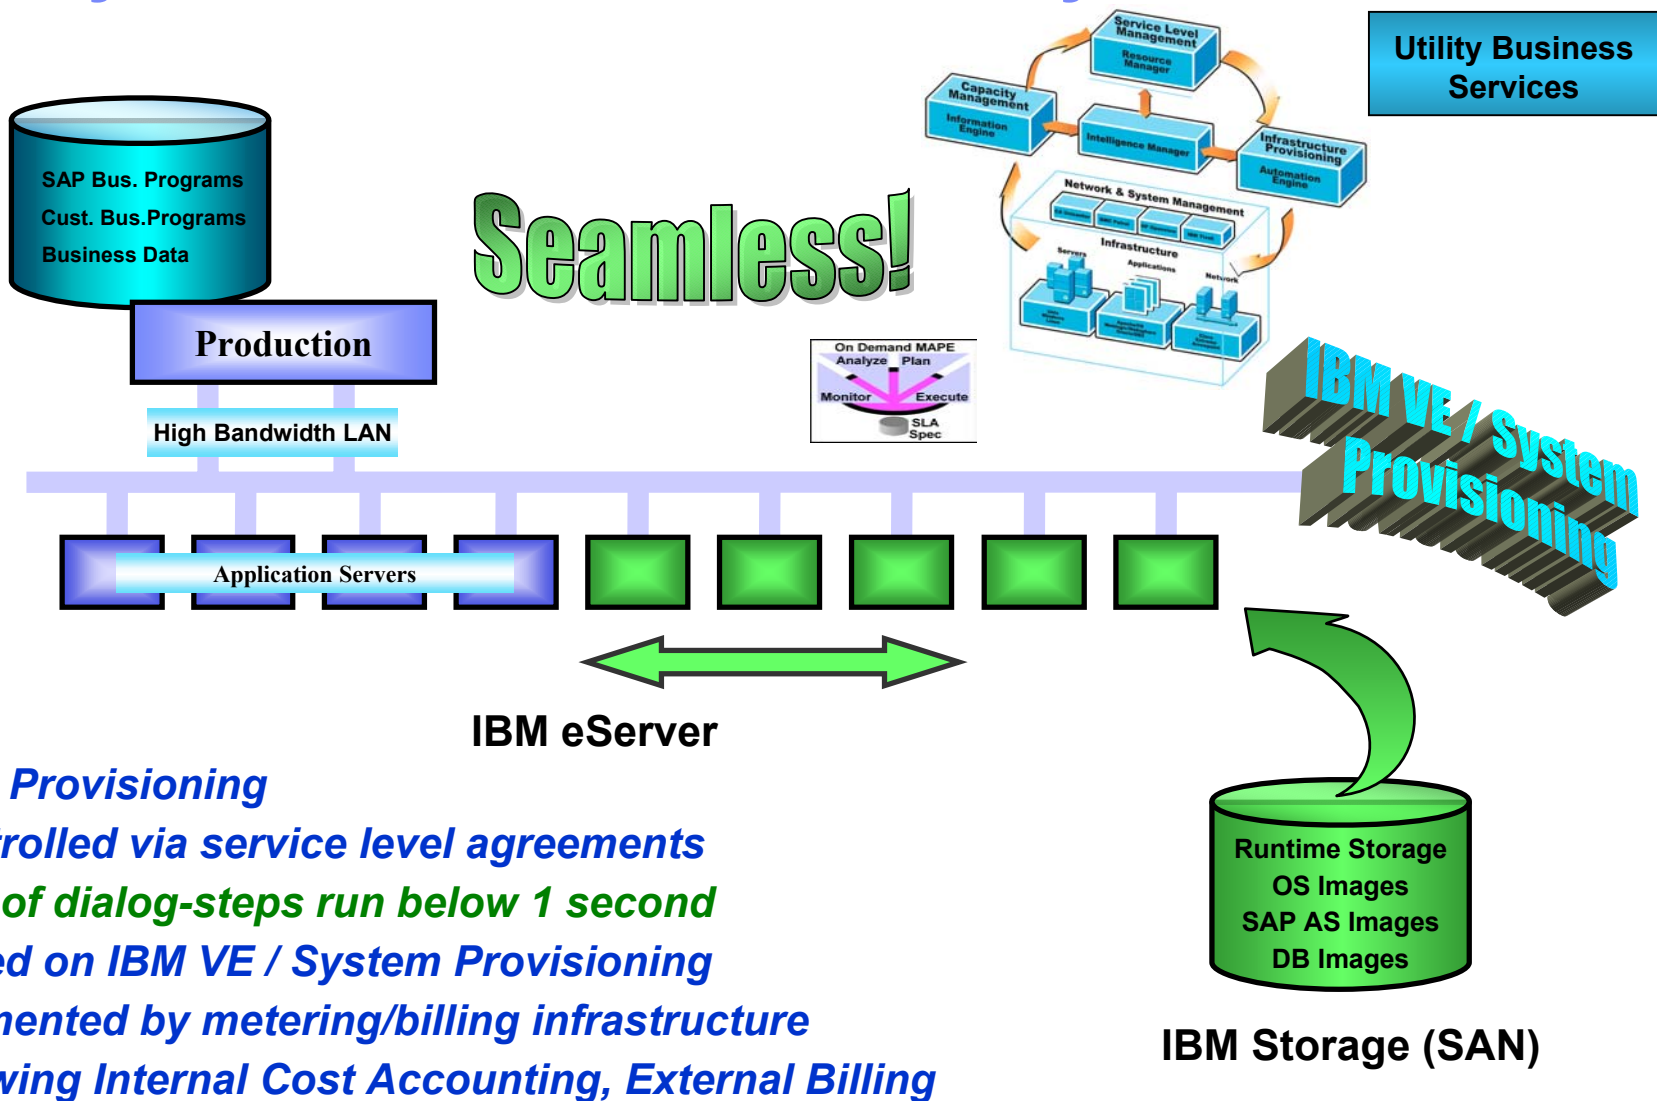 Utility Business
Services
Service Level
Management
Resource
Manager
Capacity
Management
Information
Engine
Intelligence Manager
Infrastructure
Provisioning
Automation
Engine
Network & System Management
Infrastructure
Servers
Applications
Network
SAP Bus. Programs
Cust. Bus.Programs
Business Data
Seamless!
Production
High Bandwidth LAN
On Demand MAPE
Analyze Plan
Monitor Execute
SLA
Spec
IBM VE / System
Provisioning
Application Servers
IBM eServer
Provisioning
trolled via service level agreements
of dialog-steps run below 1 second
ed on IBM VE / System Provisioning
mented by metering/billing infrastructure
wing Internal Cost Accounting, External Billing
Runtime Storage
OS Images
SAP AS Images
DB Images
IBM Storage (SAN)